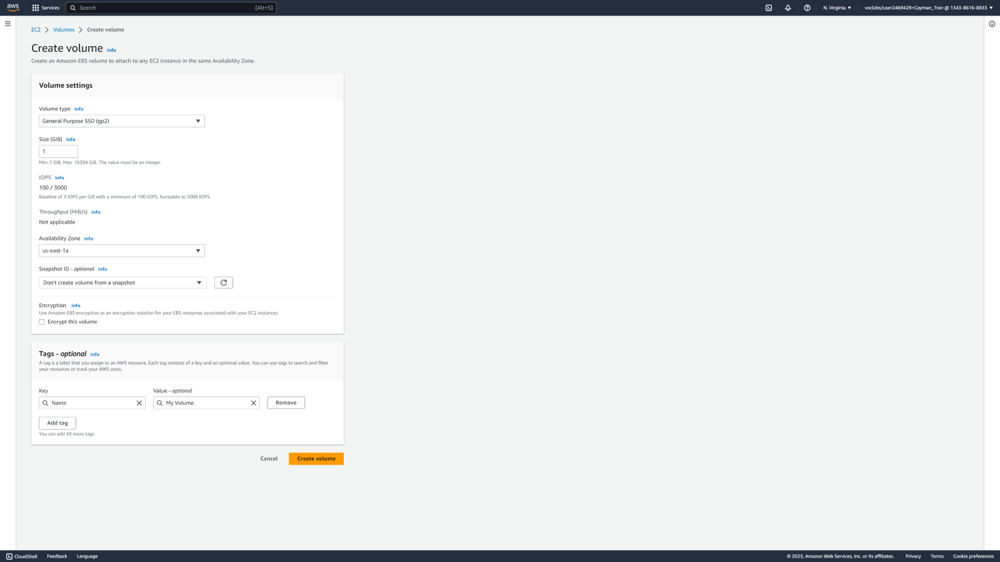 aws Services Search [Alt+S] N. Virginia voclabs/user2469429=Cayman_Tran @ 1343-8616-8833
EC2 Volumes Create volume
Create volume Info
Create an Amazon EBS volume to attach to any EC2 instance in the same Availability Zone.
Volume settings
Volume type Info
General Purpose SSD (gp2)
Size (GiB) Info
1
Min: 1 GiB, Max: 16384 GiB. The value must be an integer.
IOPS Info
100 / 3000
Baseline of 3 IOPS per GiB with a minimum of 100 IOPS, burstable to 3000 IOPS.
Throughput (MiB/s) Info
Not applicable
Availability Zone Info
us-east-1a
Snapshot ID - optional Info
Don't create volume from a snapshot
Encryption Info
Use Amazon EBS encryption as an encryption solution for your EBS resources associated with your EC2 instances.
Encrypt this volume
Tags - optional Info
A tag is a label that you assign to an AWS resource. Each tag consists of a key and an optional value. You can use tags to search and filter
your resources or track your AWS costs.
Key Value - optional
Name My Volume Remove
Add tag
You can add 49 more tags.
Cancel Create volume
CloudShell Feedback Language © 2023, Amazon Web Services, Inc. or its affiliates. Privacy Terms Cookie preferences